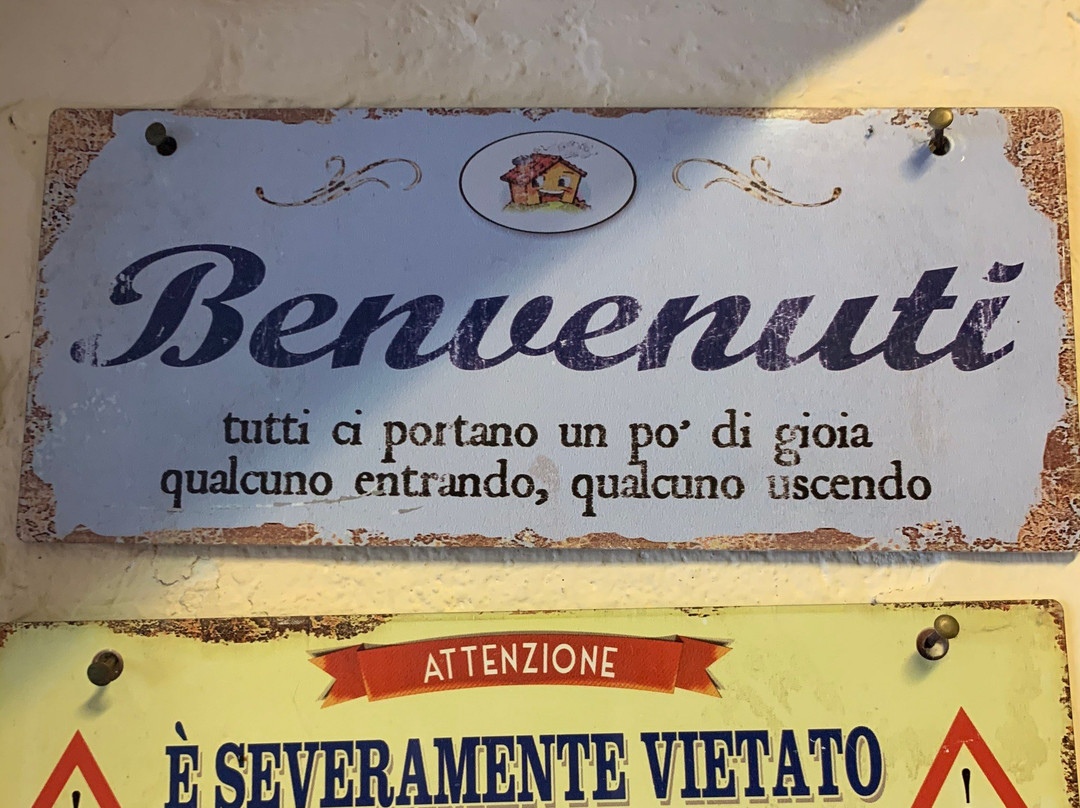 Benvenuti
tutti ci portano un po' di gioia
qualcuno entrando, qualcuno uscendo
ATTENZIONE
È SEVERAMENTE VIETATO
! !